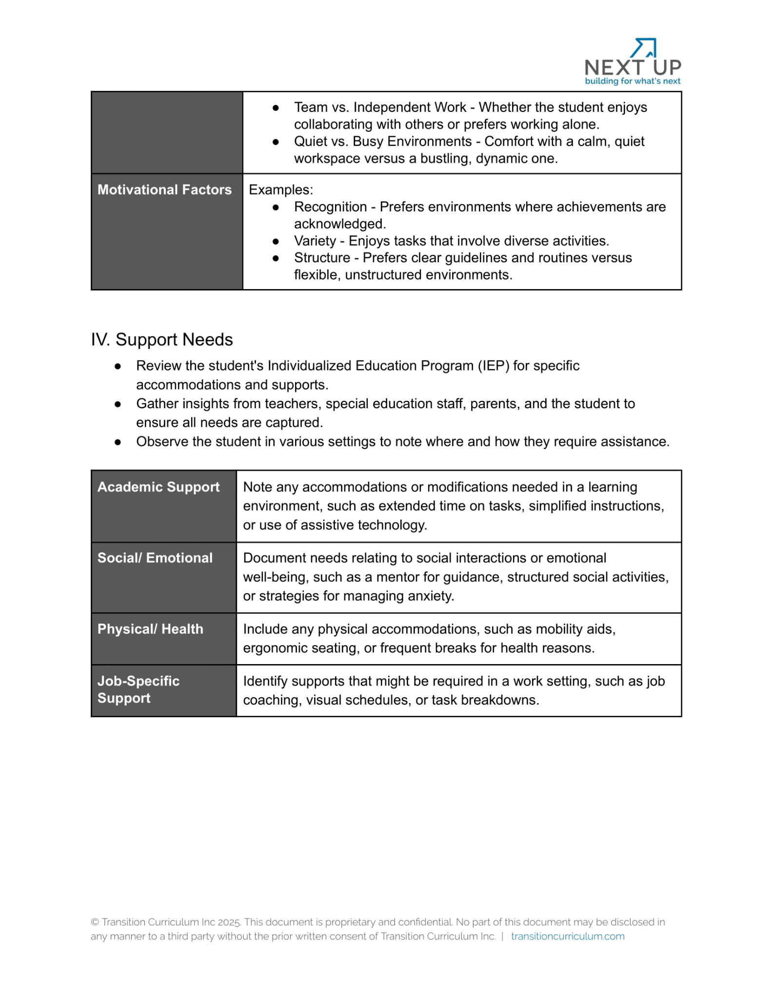 NEXT UP
building for what's next
● Team vs. Independent Work - Whether the student enjoys
collaborating with others or prefers working alone.
● Quiet vs. Busy Environments - Comfort with a calm, quiet
workspace versus a bustling, dynamic one.
Motivational Factors
Examples:
● Recognition - Prefers environments where achievements are
acknowledged.
● Variety - Enjoys tasks that involve diverse activities.
● Structure - Prefers clear guidelines and routines versus
flexible, unstructured environments.
IV. Support Needs
● Review the student's Individualized Education Program (IEP) for specific
accommodations and supports.
● Gather insights from teachers, special education staff, parents, and the student to
ensure all needs are captured.
● Observe the student in various settings to note where and how they require assistance.
Academic Support
Note any accommodations or modifications needed in a learning
environment, such as extended time on tasks, simplified instructions,
or use of assistive technology.
Social/ Emotional
Document needs relating to social interactions or emotional
well-being, such as a mentor for guidance, structured social activities,
or strategies for managing anxiety.
Physical/ Health
Include any physical accommodations, such as mobility aids,
ergonomic seating, or frequent breaks for health reasons.
Job-Specific
Support
Identify supports that might be required in a work setting, such as job
coaching, visual schedules, or task breakdowns.
© Transition Curriculum Inc 2025. This document is proprietary and confidential. No part of this document may be disclosed in
any manner to a third party without the prior written consent of Transition Curriculum Inc. | transitioncurriculum.com